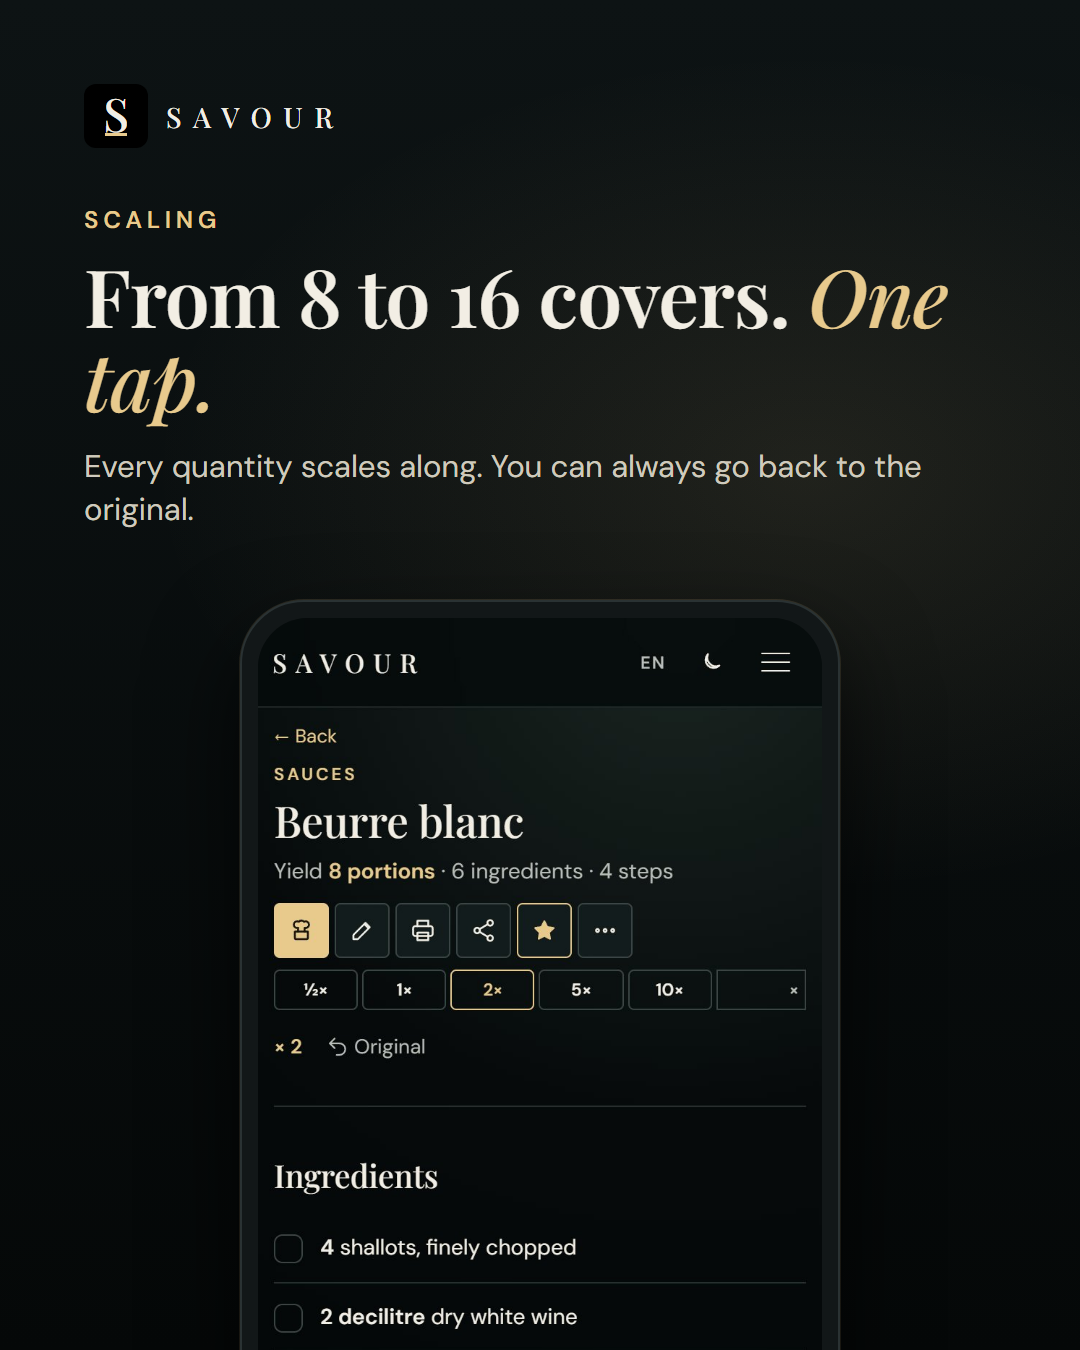 S SAVOUR
SCALING
From 8 to 16 covers. One
tap.
Every quantity scales along. You can always go back to the
original.
SAVOUR EN
← Back
SAUCES
Beurre blanc
Yield 8 portions · 6 ingredients · 4 steps
½× 1× 2× 5× 10× ×
× 2 Original
Ingredients
4 shallots, finely chopped
2 decilitre dry white wine